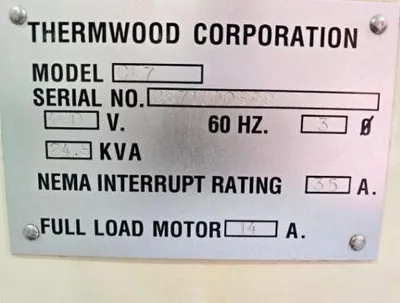 THERMWOOD CORPORATION
MODEL
SERIAL NO.
V. 60 HZ. 3 Ø
KVA
NEMA INTERRUPT RATING 35 A.
FULL LOAD MOTOR 14 A.